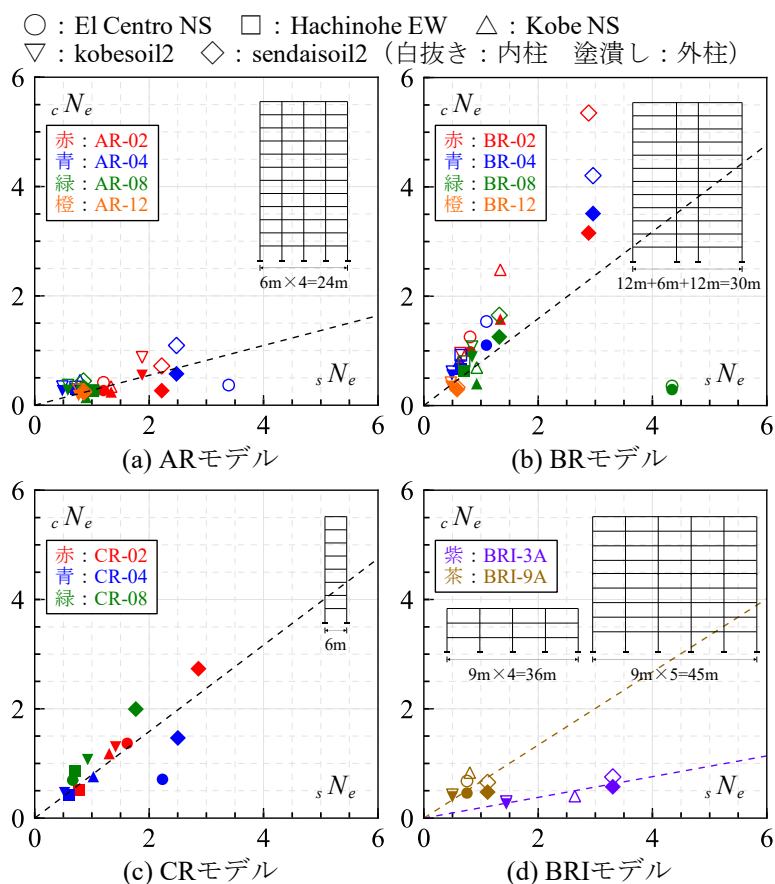 ○：El Centro NS □：Hachinohe EW △：Kobe NS
▽：kobesoil2 ◇：sendaisoil2（白抜き：内柱　塗潰し：外柱）
6
4
2
0
0 2 4 6
cNe
赤：AR-02
青：AR-04
緑：AR-08
橙：AR-12
6m×4=24m
sNe
(a) ARモデル
6
4
2
0
0 2 4 6
cNe
赤：BR-02
青：BR-04
緑：BR-08
橙：BR-12
12m+6m+12m=30m
sNe
(b) BRモデル
6
4
2
0
0 2 4 6
cNe
赤：CR-02
青：CR-04
緑：CR-08
6m
sNe
(c) CRモデル
6
4
2
0
0 2 4 6
cNe
紫：BRI-3A
茶：BRI-9A
9m×4=36m
9m×5=45m
sNe
(d) BRIモデル